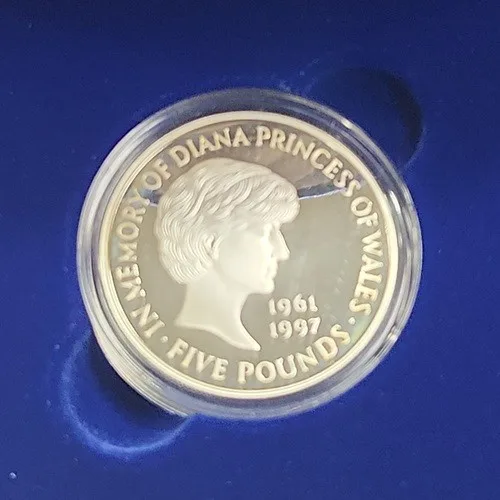 IN MEMORY OF DIANA PRINCESS OF WALES
1961
1997
· FIVE POUNDS ·